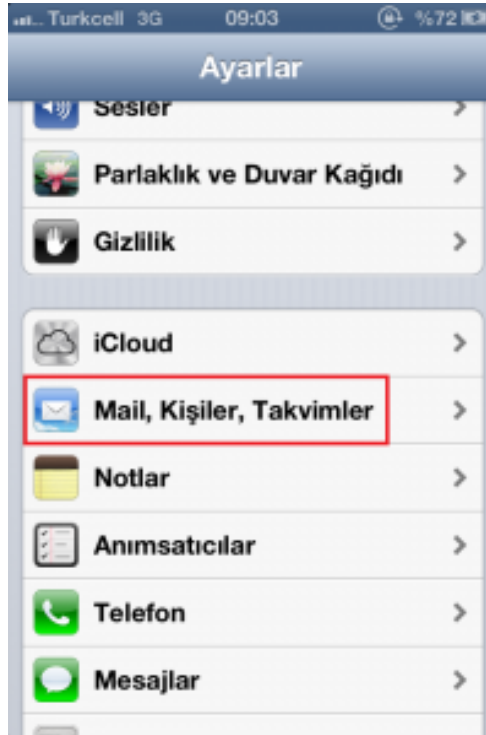 Turkcell 3G 09:03 %72
Ayarlar
Sesler
Parlaklık ve Duvar Kağıdı
Gizlilik
iCloud
Mail, Kişiler, Takvimler
Notlar
Anımsatıcılar
Telefon
Mesajlar